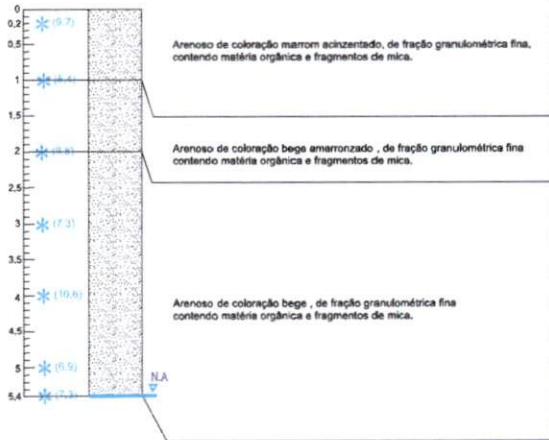 0
0,2 (9,7)
0,5
Arenoso de coloração marrom acinzentado, de fração granulométrica fina,
contendo matéria orgânica e fragmentos de mica.
1
1,5
Arenoso de coloração bege amarronzado , de fração granulométrica fina
contendo matéria orgânica e fragmentos de mica.
2
2,5
3 (7,3)
3,5
Arenoso de coloração bege , de fração granulométrica fina
contendo matéria orgânica e fragmentos de mica.
4 (10,6)
4,5
5 (6,9)
N.A
5,4 (7,3)